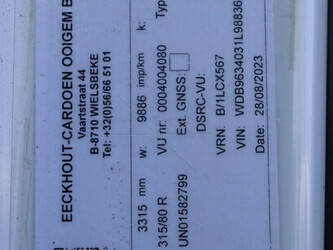 EECKHOUT-CARDOEN OOIGEM B
Vaartstraat 44
B-8710 WIELSBEKE
Tel: +32(0)56/66 51 01
3315 mm w: 9886 imp/km k:
315/80 R VU nr: 0004004080 Typ
UN01582799 Ext. GNSS:
DSRC-VU:
VRN: B/1LCX567
VIN: WDB9634031L98836
Date: 28/08/2023